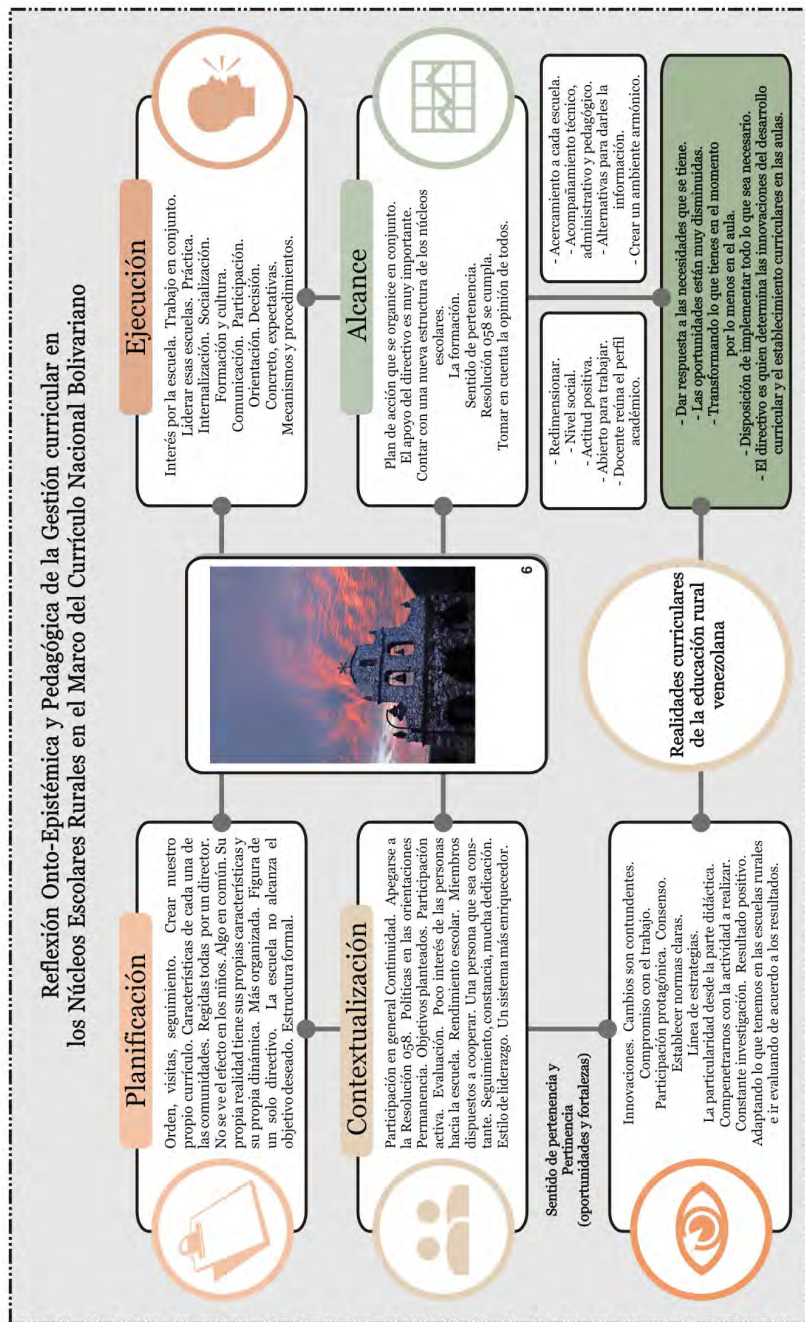 Reflexión Onto-Epistémica y Pedagógica de la Gestión curricular en
los Núcleos Escolares Rurales en el Marco del Currículo Nacional Bolivariano
Planificación
Orden, visitas, seguimiento. Crear nuestro
propio currículo. Características de cada una de
las comunidades. Regidas todas por un director.
No se ve el efecto en los niños. Algo en común. Su
propia realidad tiene sus propias características y
su propia dinámica. Más organizada. Figura de
un solo directivo. La escuela no alcanza el
objetivo deseado. Estructura formal.
Ejecución
Interés por la escuela. Trabajo en conjunto.
Liderar esas escuelas. Práctica.
Internalización. Socialización.
Formación y cultura.
Comunicación. Participación.
Orientación. Decisión.
Concreto, expectativas.
Mecanismos y procedimientos.
Contextualización
Participación en general Continuidad. Apegarse a
la Resolución 058. Políticas en las orientaciones
Permanencia. Objetivos planteados. Participación
activa. Evaluación. Poco interés de las personas
hacia la escuela. Rendimiento escolar. Miembros
dispuestos a cooperar. Una persona que sea cons-
tante. Seguimiento, constancia, mucha dedicación.
Estilo de liderazgo. Un sistema más enriquecedor.
6
Alcance
Plan de acción que se organice en conjunto.
El apoyo del directivo es muy importante.
Contar con una nueva estructura de los núcleos
escolares.
La formación.
Sentido de pertenencia.
Resolución 058 se cumpla.
Tomar en cuenta la opinión de todos.
Sentido de pertenencia y
Pertinencia
(oportunidades y fortalezas)
- Redimensionar.
- Nivel social.
- Actitud positiva.
- Abierto para trabajar.
- Docente reúna el perfil
académico.
- Acercamiento a cada escuela.
- Acompañamiento técnico,
administrativo y pedagógico.
- Alternativas para darles la
información.
- Crear un ambiente armónico.
Innovaciones. Cambios son contundentes.
Compromiso con el trabajo.
Participación protagónica. Consenso.
Establecer normas claras.
Línea de estrategias.
La particularidad desde la parte didáctica.
Compenetrarnos con la actividad a realizar.
Constante investigación. Resultado positivo.
Adaptando lo que tenemos en las escuelas rurales
e ir evaluando de acuerdo a los resultados.
Realidades curriculares
de la educación rural
venezolana
- Dar respuesta a las necesidades que se tiene.
- Las oportunidades están muy disminuidas.
- Transformando lo que tienes en el momento
por lo menos en el aula.
- Disposición de implementar todo lo que sea necesario.
- El directivo es quien determina las innovaciones del desarrollo
curricular y el establecimiento curriculares en las aulas.